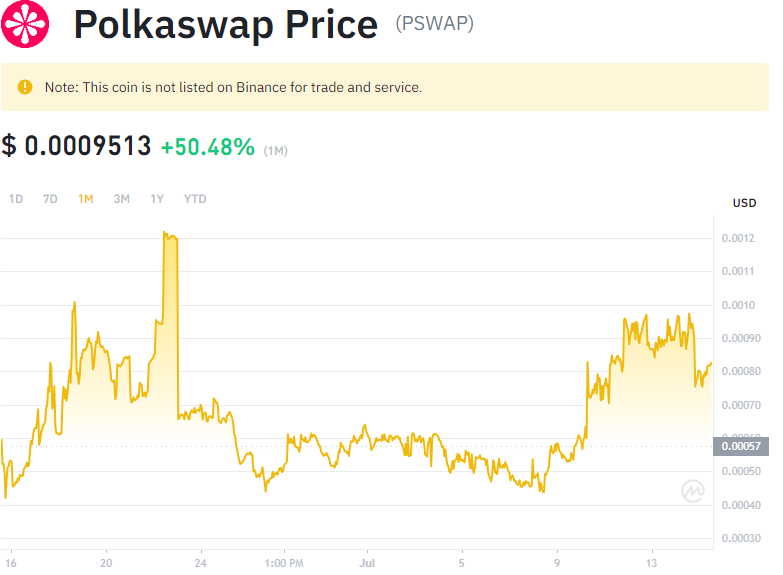 Polkaswap Price (PSWAP)
Note: This coin is not listed on Binance for trade and service.
$ 0.0009513 +50.48% (1M)
1D 7D 1M 3M 1Y YTD
USD
0.0012
0.0011
0.0010
0.00090
0.00080
0.00070
0.00057
0.00050
0.00040
0.00030
16 20 24 1:00 PM Jul 5 9 13